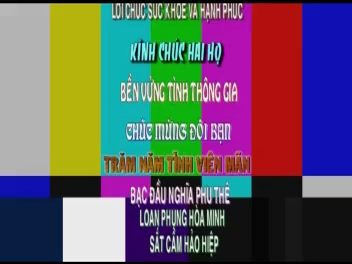 LỜI CHÚC SỨC KHỎE VÀ HẠNH PHÚC
KÍNH CHÚC HAI HỌ
BỀN VỮNG TÌNH THÔNG GIA
CHÚC MỪNG ĐÔI BẠN
TRĂM NĂM TÌNH VIÊN MÃN
BẠC ĐẦU NGHĨA PHU THÊ
LOAN PHỤNG HÒA MINH
SẮT CẦM HẢO HIỆP